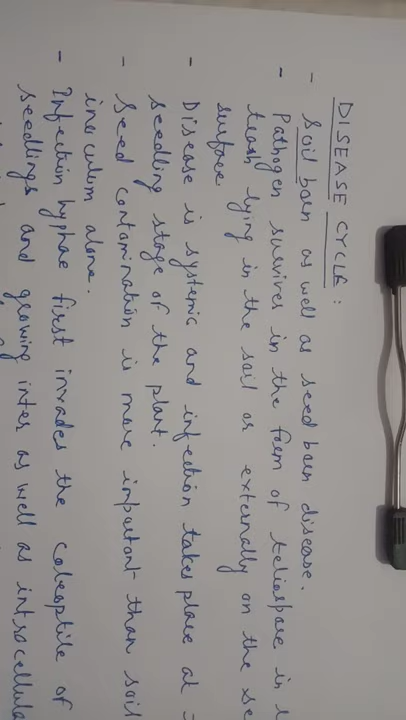 DISEASE CYCLE :
- Soil born as well as seed born disease.
- Pathogen survives in the form of teliospore in
trash lying in the soil or externally on the se
surface.
- Disease is systemic and infection takes place at
seedling stage of the plant.
- Seed contamination is more important than soil
inoculum alone.
- Infection hyphae first invades the coleoptile of
seedlings and growing inter as well as intracellula